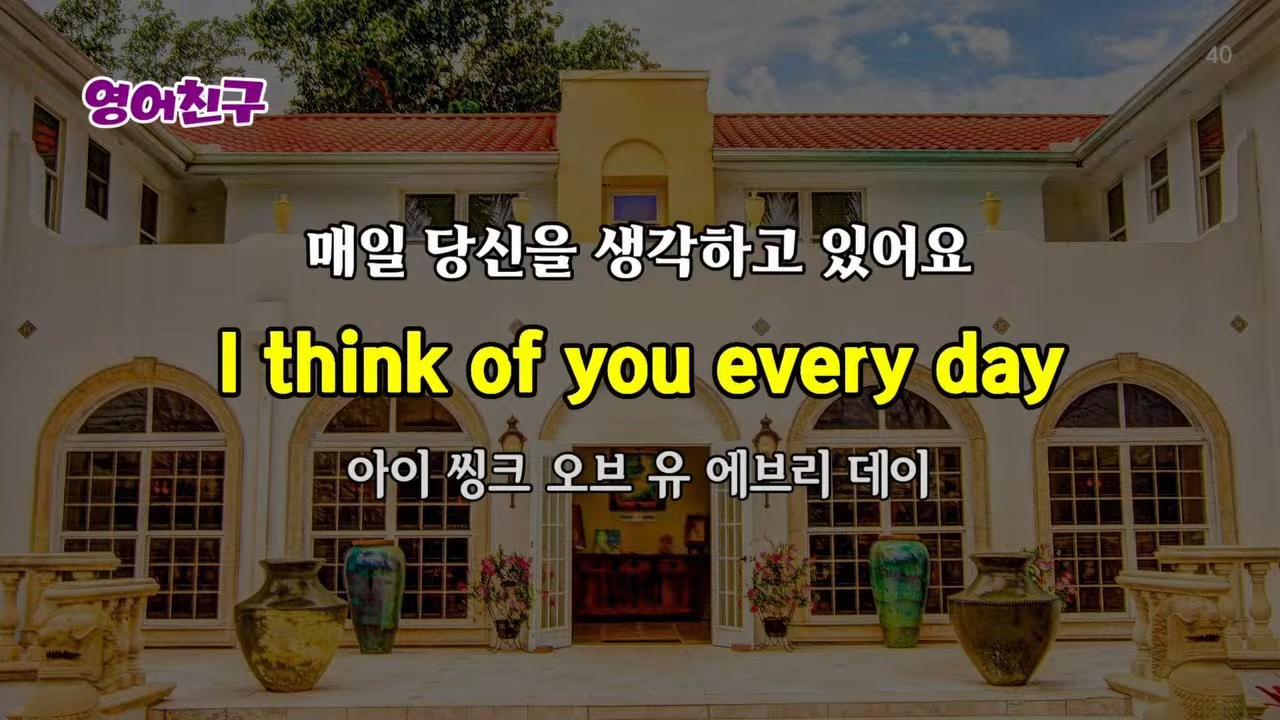 40
영어친구
매일 당신을 생각하고 있어요
I think of you every day
아이 씽크 오브 유 에브리 데이